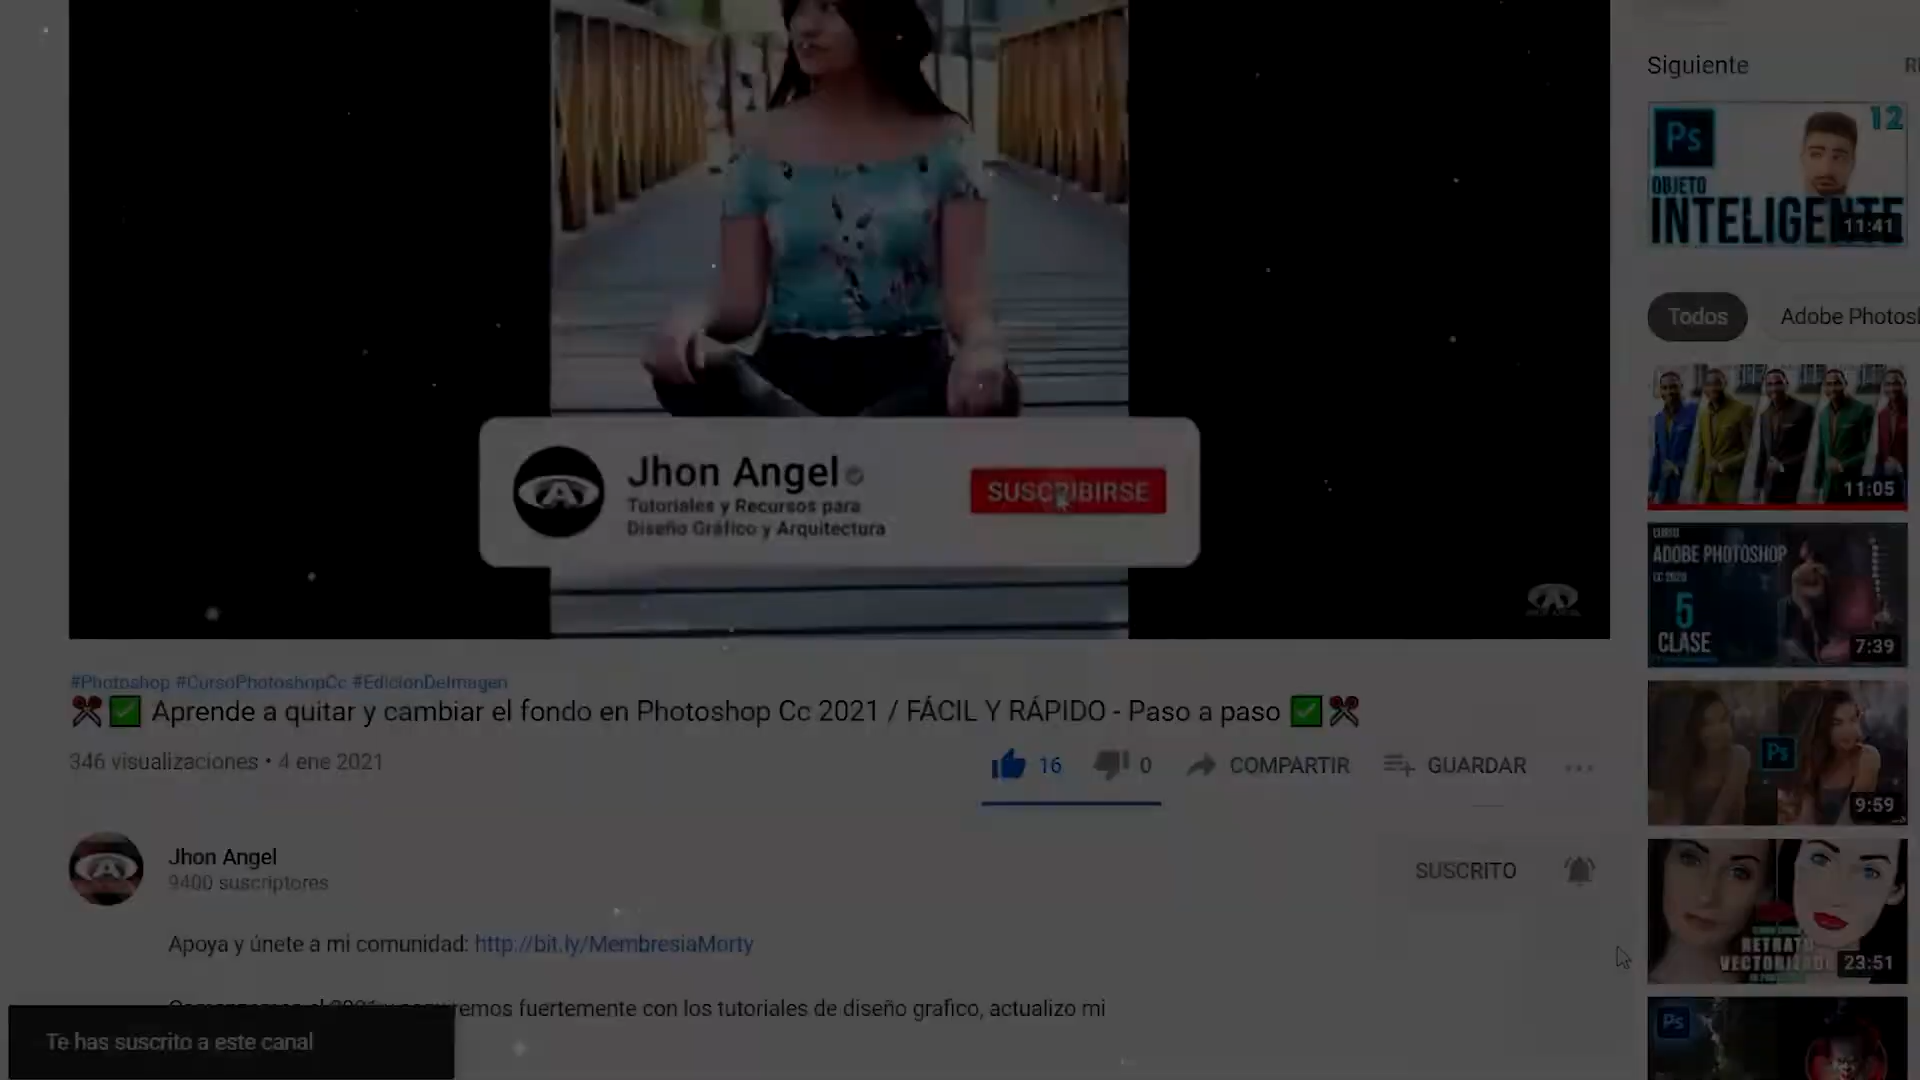 Jhon Angel
Tutoriales y Recursos para
Diseño Gráfico y Arquitectura
SUSCRIBIRSE
#Photoshop #CursoPhotoshopCc #EdicionDeImagen
Aprende a quitar y cambiar el fondo en Photoshop Cc 2021 / FÁCIL Y RÁPIDO - Paso a paso
346 visualizaciones • 4 ene 2021
16
0
COMPARTIR
GUARDAR
Jhon Angel
9400 suscriptores
SUSCRITO
Apoya y únete a mi comunidad: http://bit.ly/MembresiaMorty
fuertemente con los tutoriales de diseño grafico, actualizo mi
Te has suscrito a este canal
Siguiente
Ps
12
OBJETO
INTELIGENTE
11:41
Todos
Adobe Photosh
11:05
CURSO
ADOBE PHOTOSHOP
CC 2020
5
CLASE
7:39
Ps
9:59
RETRATO
VECTORIZADO
23:51
Ps